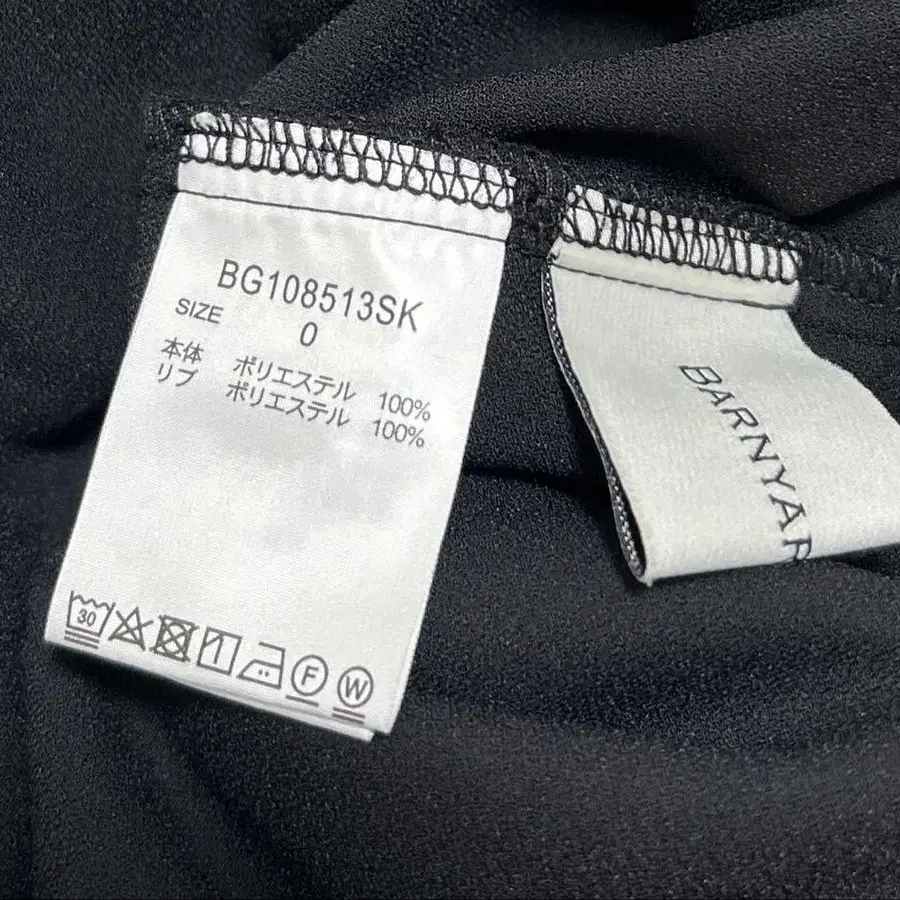 BG108513SK
SIZE 0
本体 ポリエステル 100%
リブ ポリエステル 100%
30 F W
BARNYAR